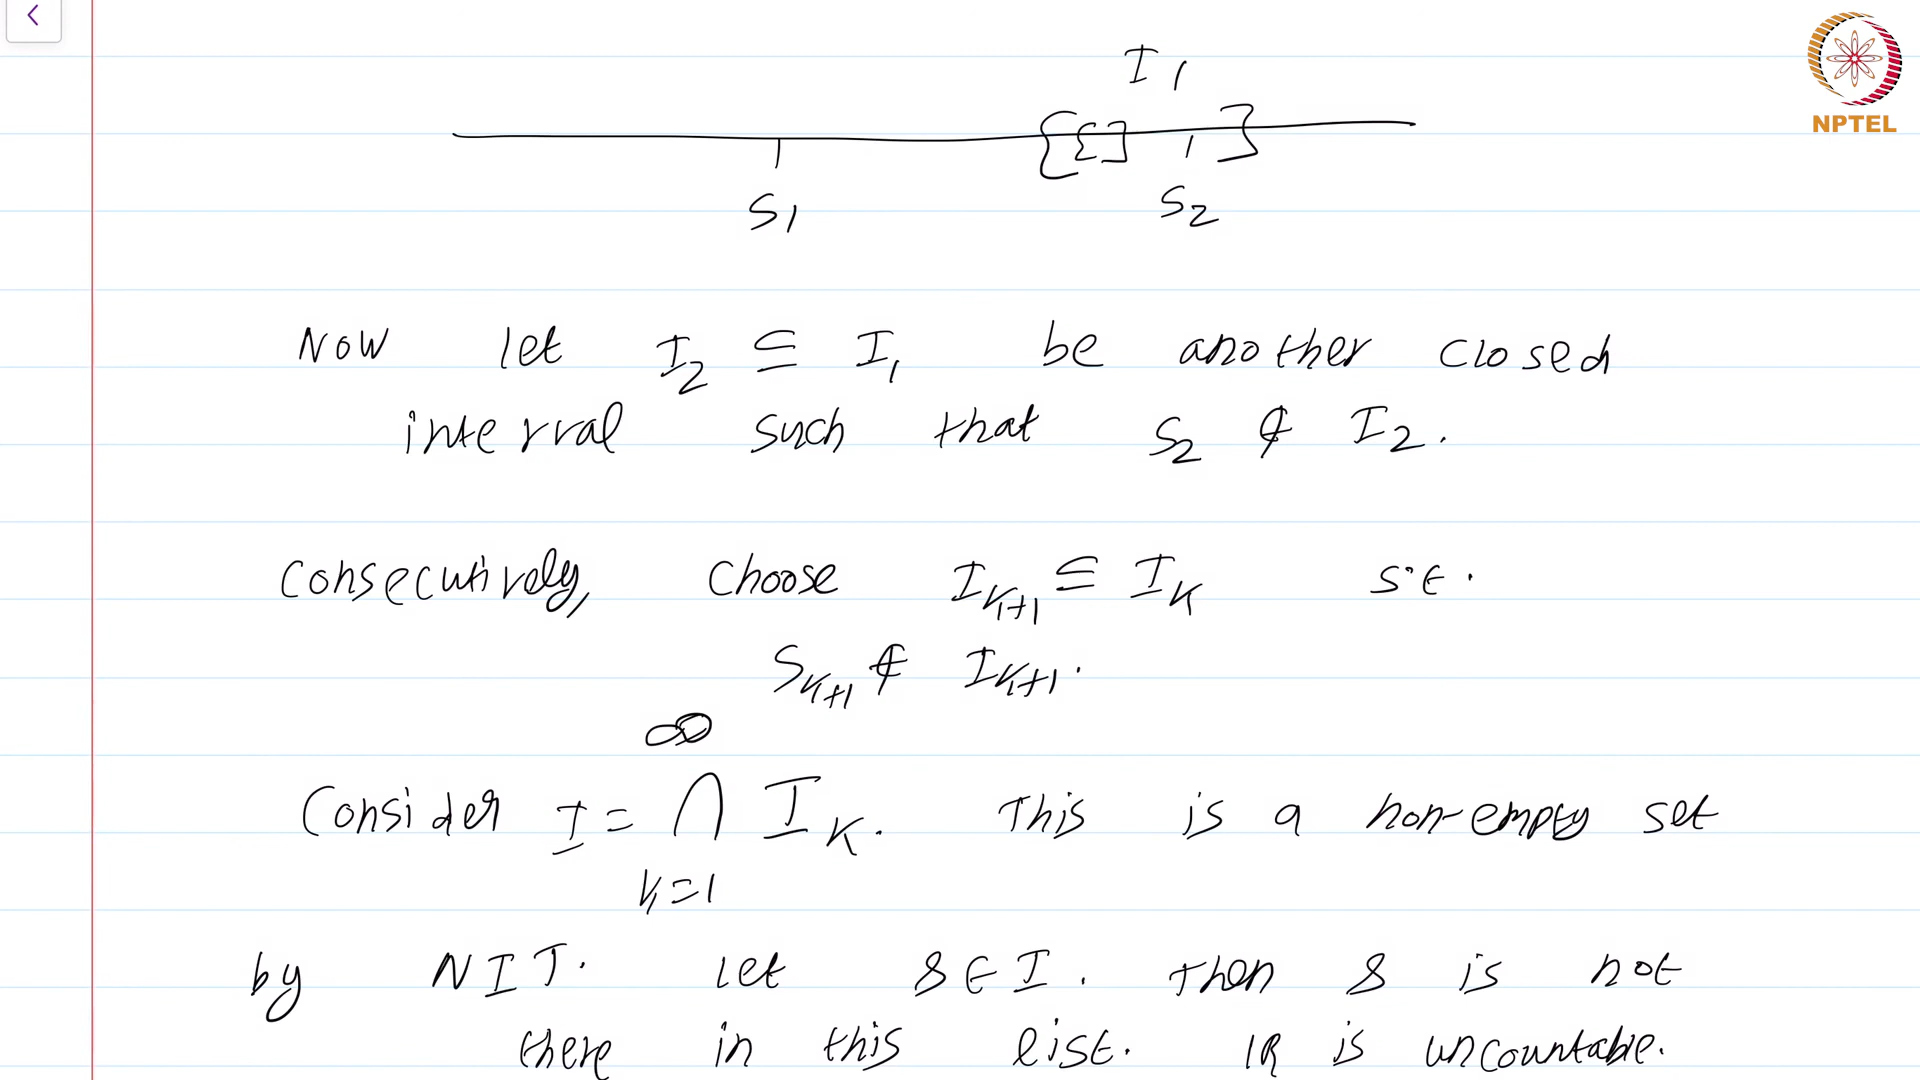 I₁
NPTEL
S₁ S₂
Now let I₂ ⊆ I₁ be another closed
interval such that S₂ ∉ I₂.
Consecutively, choose Iₖ₊₁ ⊆ Iₖ s.t.
Sₖ₊₁ ∉ Iₖ₊₁.
∞
Consider I = ⋂ Iₖ. This is a non-empty set
k=1
by NIT. Let s ∈ I. Then s is not
there in this list. ℝ is uncountable.